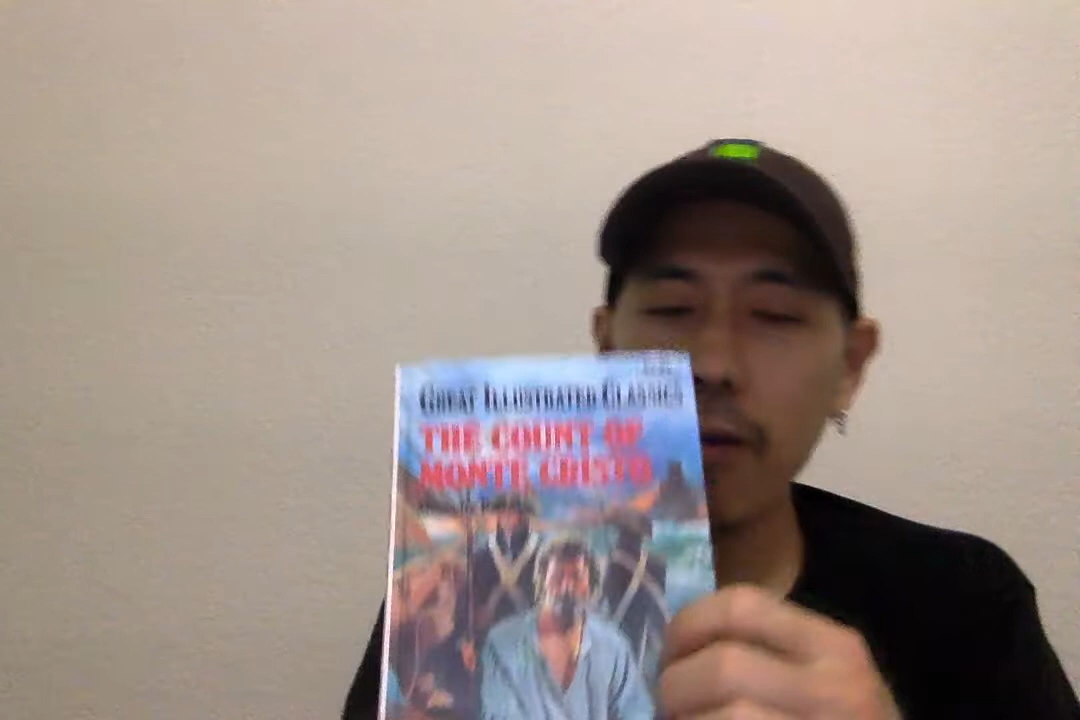 GREAT ILLUSTRATED CLASSICS
THE COUNT OF
MONTE CRISTO